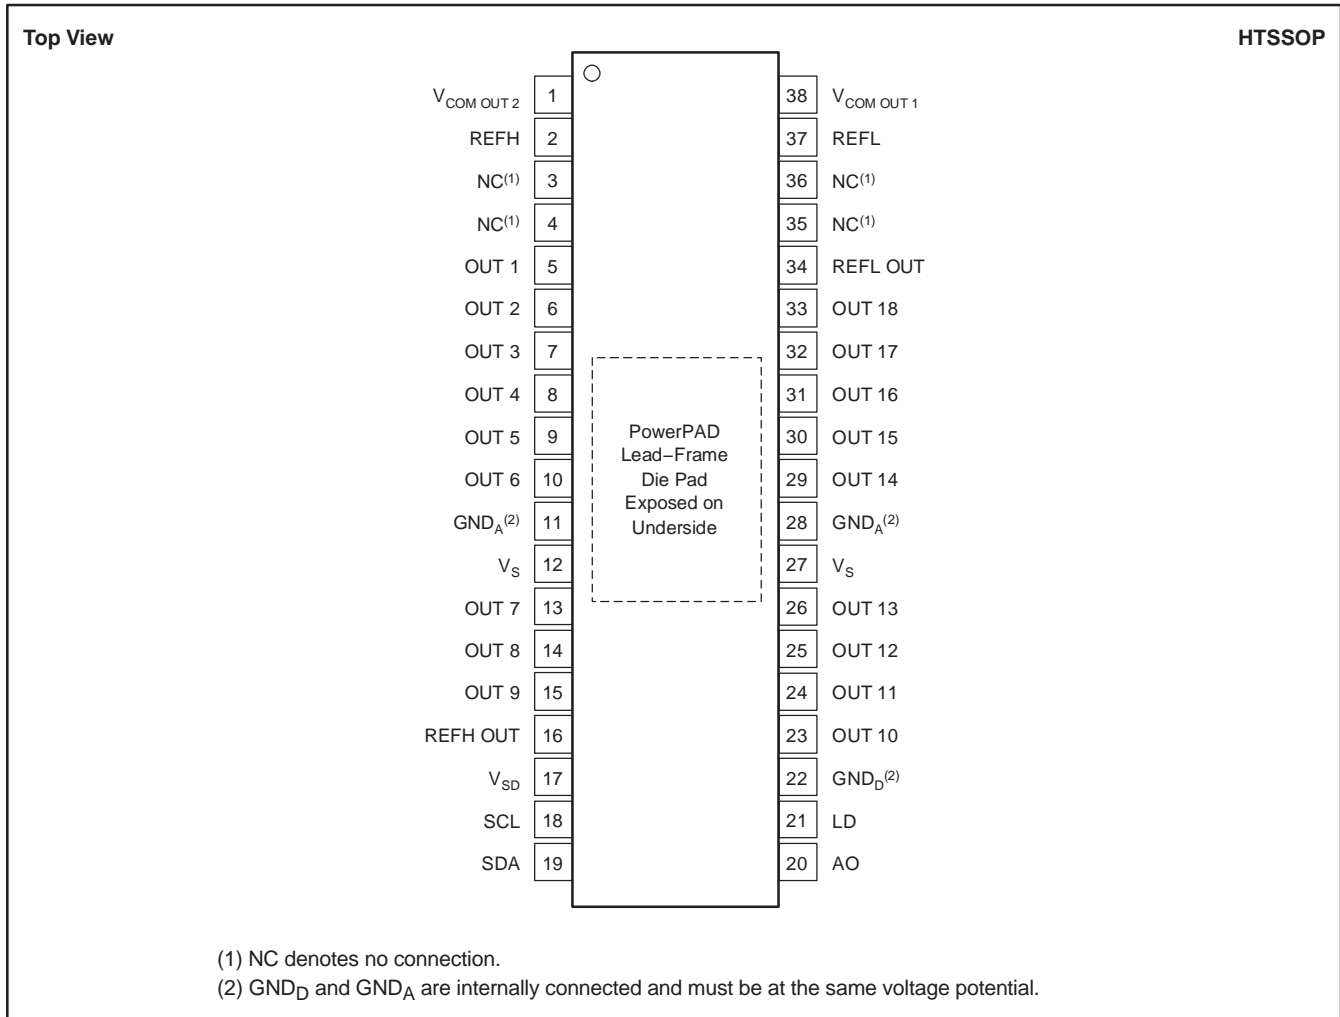 Top View
HTSSOP
V_COM OUT 2 1
REFH 2
NC(1) 3
NC(1) 4
OUT 1 5
OUT 2 6
OUT 3 7
OUT 4 8
OUT 5 9
OUT 6 10
GND_A(2) 11
V_S 12
OUT 7 13
OUT 8 14
OUT 9 15
REFH OUT 16
V_SD 17
SCL 18
SDA 19
PowerPAD
Lead−Frame
Die Pad
Exposed on
Underside
38 V_COM OUT 1
37 REFL
36 NC(1)
35 NC(1)
34 REFL OUT
33 OUT 18
32 OUT 17
31 OUT 16
30 OUT 15
29 OUT 14
28 GND_A(2)
27 V_S
26 OUT 13
25 OUT 12
24 OUT 11
23 OUT 10
22 GND_D(2)
21 LD
20 AO
(1) NC denotes no connection.
(2) GND_D and GND_A are internally connected and must be at the same voltage potential.